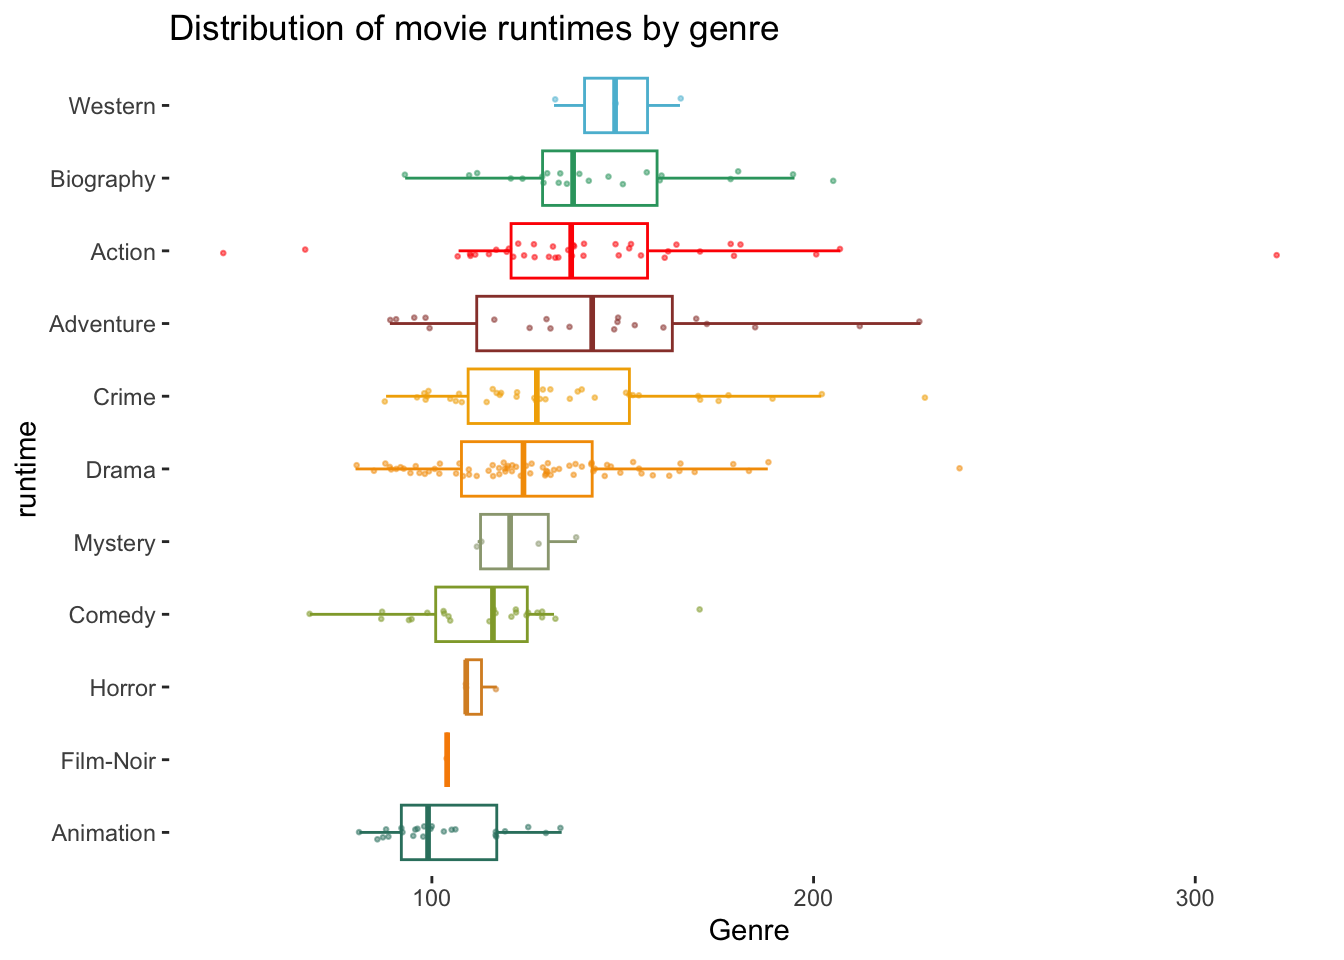 Distribution of movie runtimes by genre
Western
Biography
Action
Adventure
Crime
Drama
Mystery
Comedy
Horror
Film-Noir
Animation
runtime
100
200
300
Genre